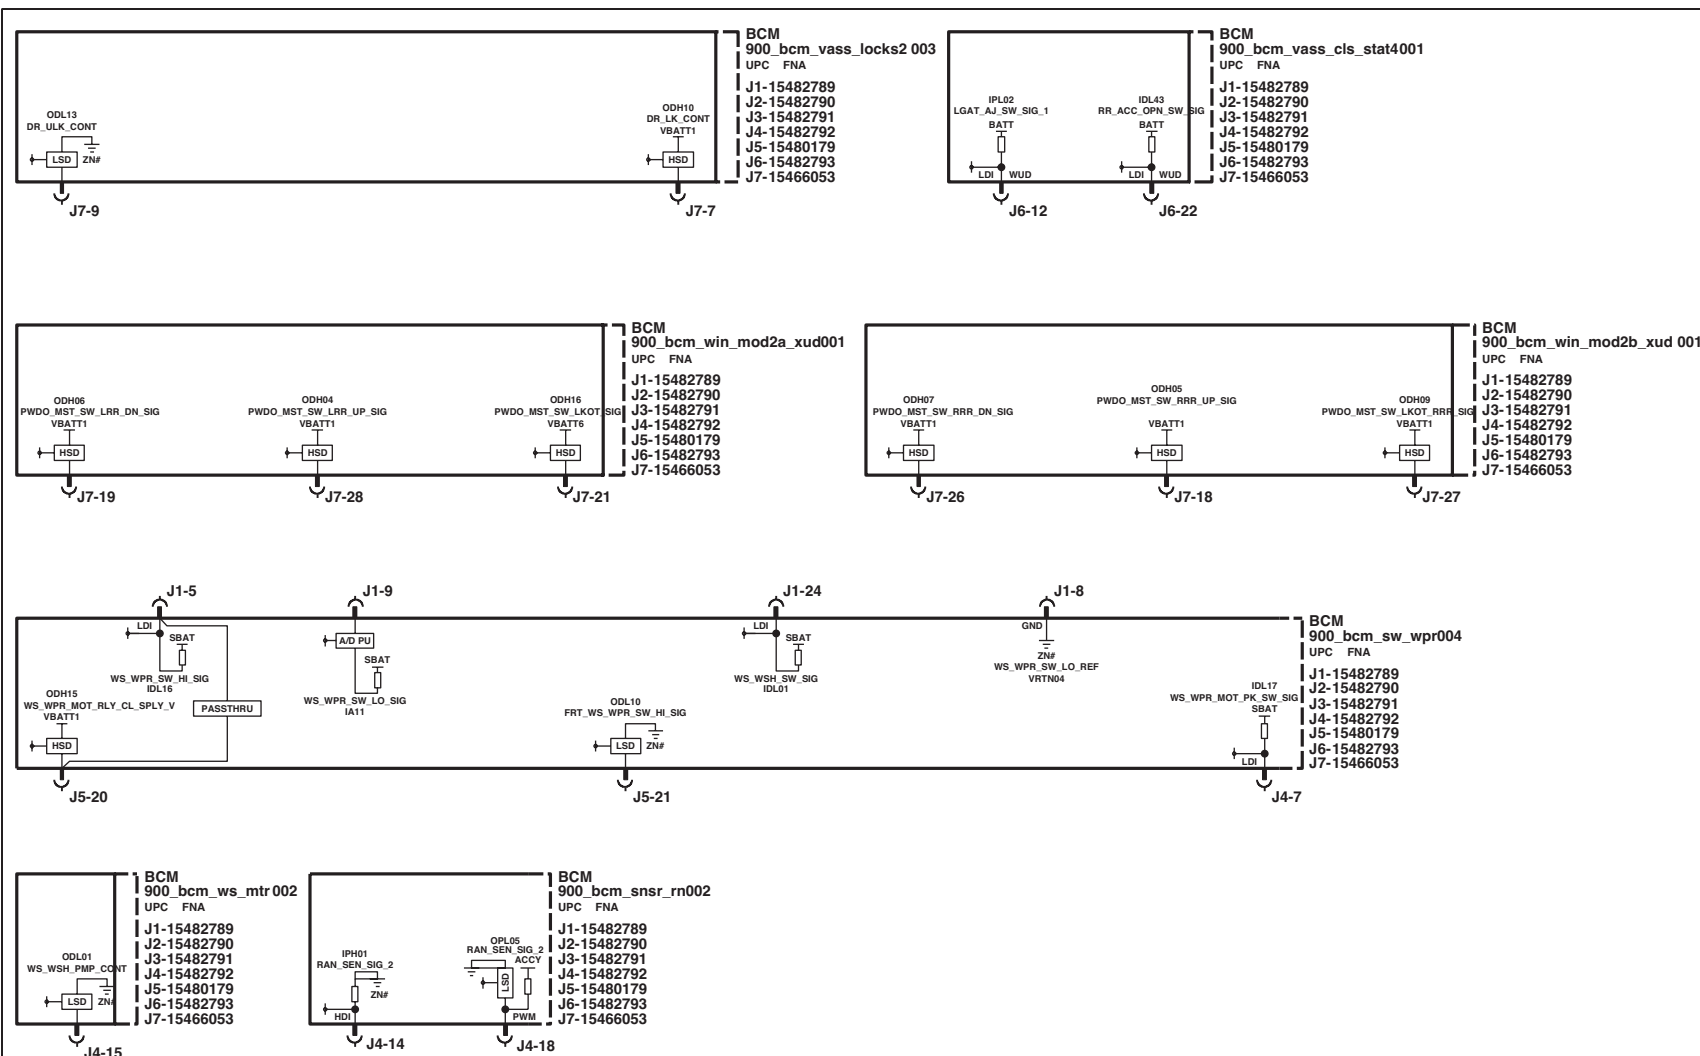 BCM
900_bcm_vass_locks2 003
UPC FNA
J1-15482789
J2-15482790
J3-15482791
J4-15482792
J5-15480179
J6-15482793
J7-15466053
ODL13
DR_ULK_CONT
LSD
ZN#
J7-9
ODH10
DR_LK_CONT
VBATT1
HSD
J7-7
BCM
900_bcm_vass_cls_stat4001
UPC FNA
J1-15482789
J2-15482790
J3-15482791
J4-15482792
J5-15480179
J6-15482793
J7-15466053
IPL02
LGAT_AJ_SW_SIG_1
BATT
LDI WUD
J6-12
IDL43
RR_ACC_OPN_SW_SIG
BATT
LDI WUD
J6-22
BCM
900_bcm_win_mod2a_xud001
UPC FNA
J1-15482789
J2-15482790
J3-15482791
J4-15482792
J5-15480179
J6-15482793
J7-15466053
ODH06
PWDO_MST_SW_LRR_DN_SIG
VBATT1
HSD
J7-19
ODH04
PWDO_MST_SW_LRR_UP_SIG
VBATT1
HSD
J7-28
ODH16
PWDO_MST_SW_LKOT_SIG
VBATT6
HSD
J7-21
BCM
900_bcm_win_mod2b_xud 001
UPC FNA
J1-15482789
J2-15482790
J3-15482791
J4-15482792
J5-15480179
J6-15482793
J7-15466053
ODH07
PWDO_MST_SW_RRR_DN_SIG
VBATT1
HSD
J7-26
ODH05
PWDO_MST_SW_RRR_UP_SIG
VBATT1
HSD
J7-18
ODH09
PWDO_MST_SW_LKOT_RRR_SIG
VBATT1
HSD
J7-27
J1-5
LDI
SBAT
WS_WPR_SW_HI_SIG
IDL16
ODH15
WS_WPR_MOT_RLY_CL_SPLY_V
VBATT1
HSD
PASSTHRU
J5-20
J1-9
A/D PU
SBAT
WS_WPR_SW_LO_SIG
IA11
J1-24
LDI
SBAT
WS_WSH_SW_SIG
IDL01
ODL10
FRT_WS_WPR_SW_HI_SIG
LSD
ZN#
J5-21
J1-8
GND
ZN#
WS_WPR_SW_LO_REF
VRTN04
IDL17
WS_WPR_MOT_PK_SW_SIG
SBAT
LDI
J4-7
BCM
900_bcm_sw_wpr004
UPC FNA
J1-15482789
J2-15482790
J3-15482791
J4-15482792
J5-15480179
J6-15482793
J7-15466053
BCM
900_bcm_ws_mtr 002
UPC FNA
J1-15482789
J2-15482790
J3-15482791
J4-15482792
J5-15480179
J6-15482793
J7-15466053
ODL01
WS_WSH_PMP_CONT
LSD
ZN#
J4-15
BCM
900_bcm_snsr_rn002
UPC FNA
J1-15482789
J2-15482790
J3-15482791
J4-15482792
J5-15480179
J6-15482793
J7-15466053
IPH01
RAN_SEN_SIG_2
ZN#
HDI
J4-14
OPL05
RAN_SEN_SIG_2
ACCY
LSD
PWM
J4-18